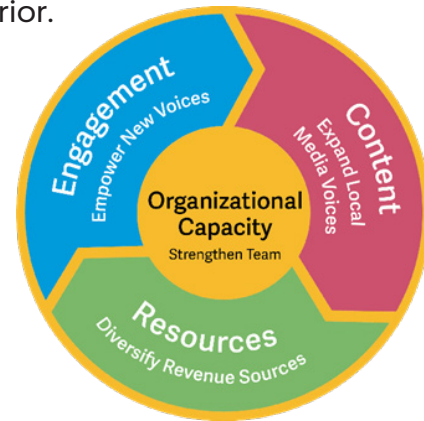 rior.
Engagement
Empower New Voices
Content
Expand Local
Media Voices
Organizational
Capacity
Strengthen Team
Resources
Diversify Revenue Sources